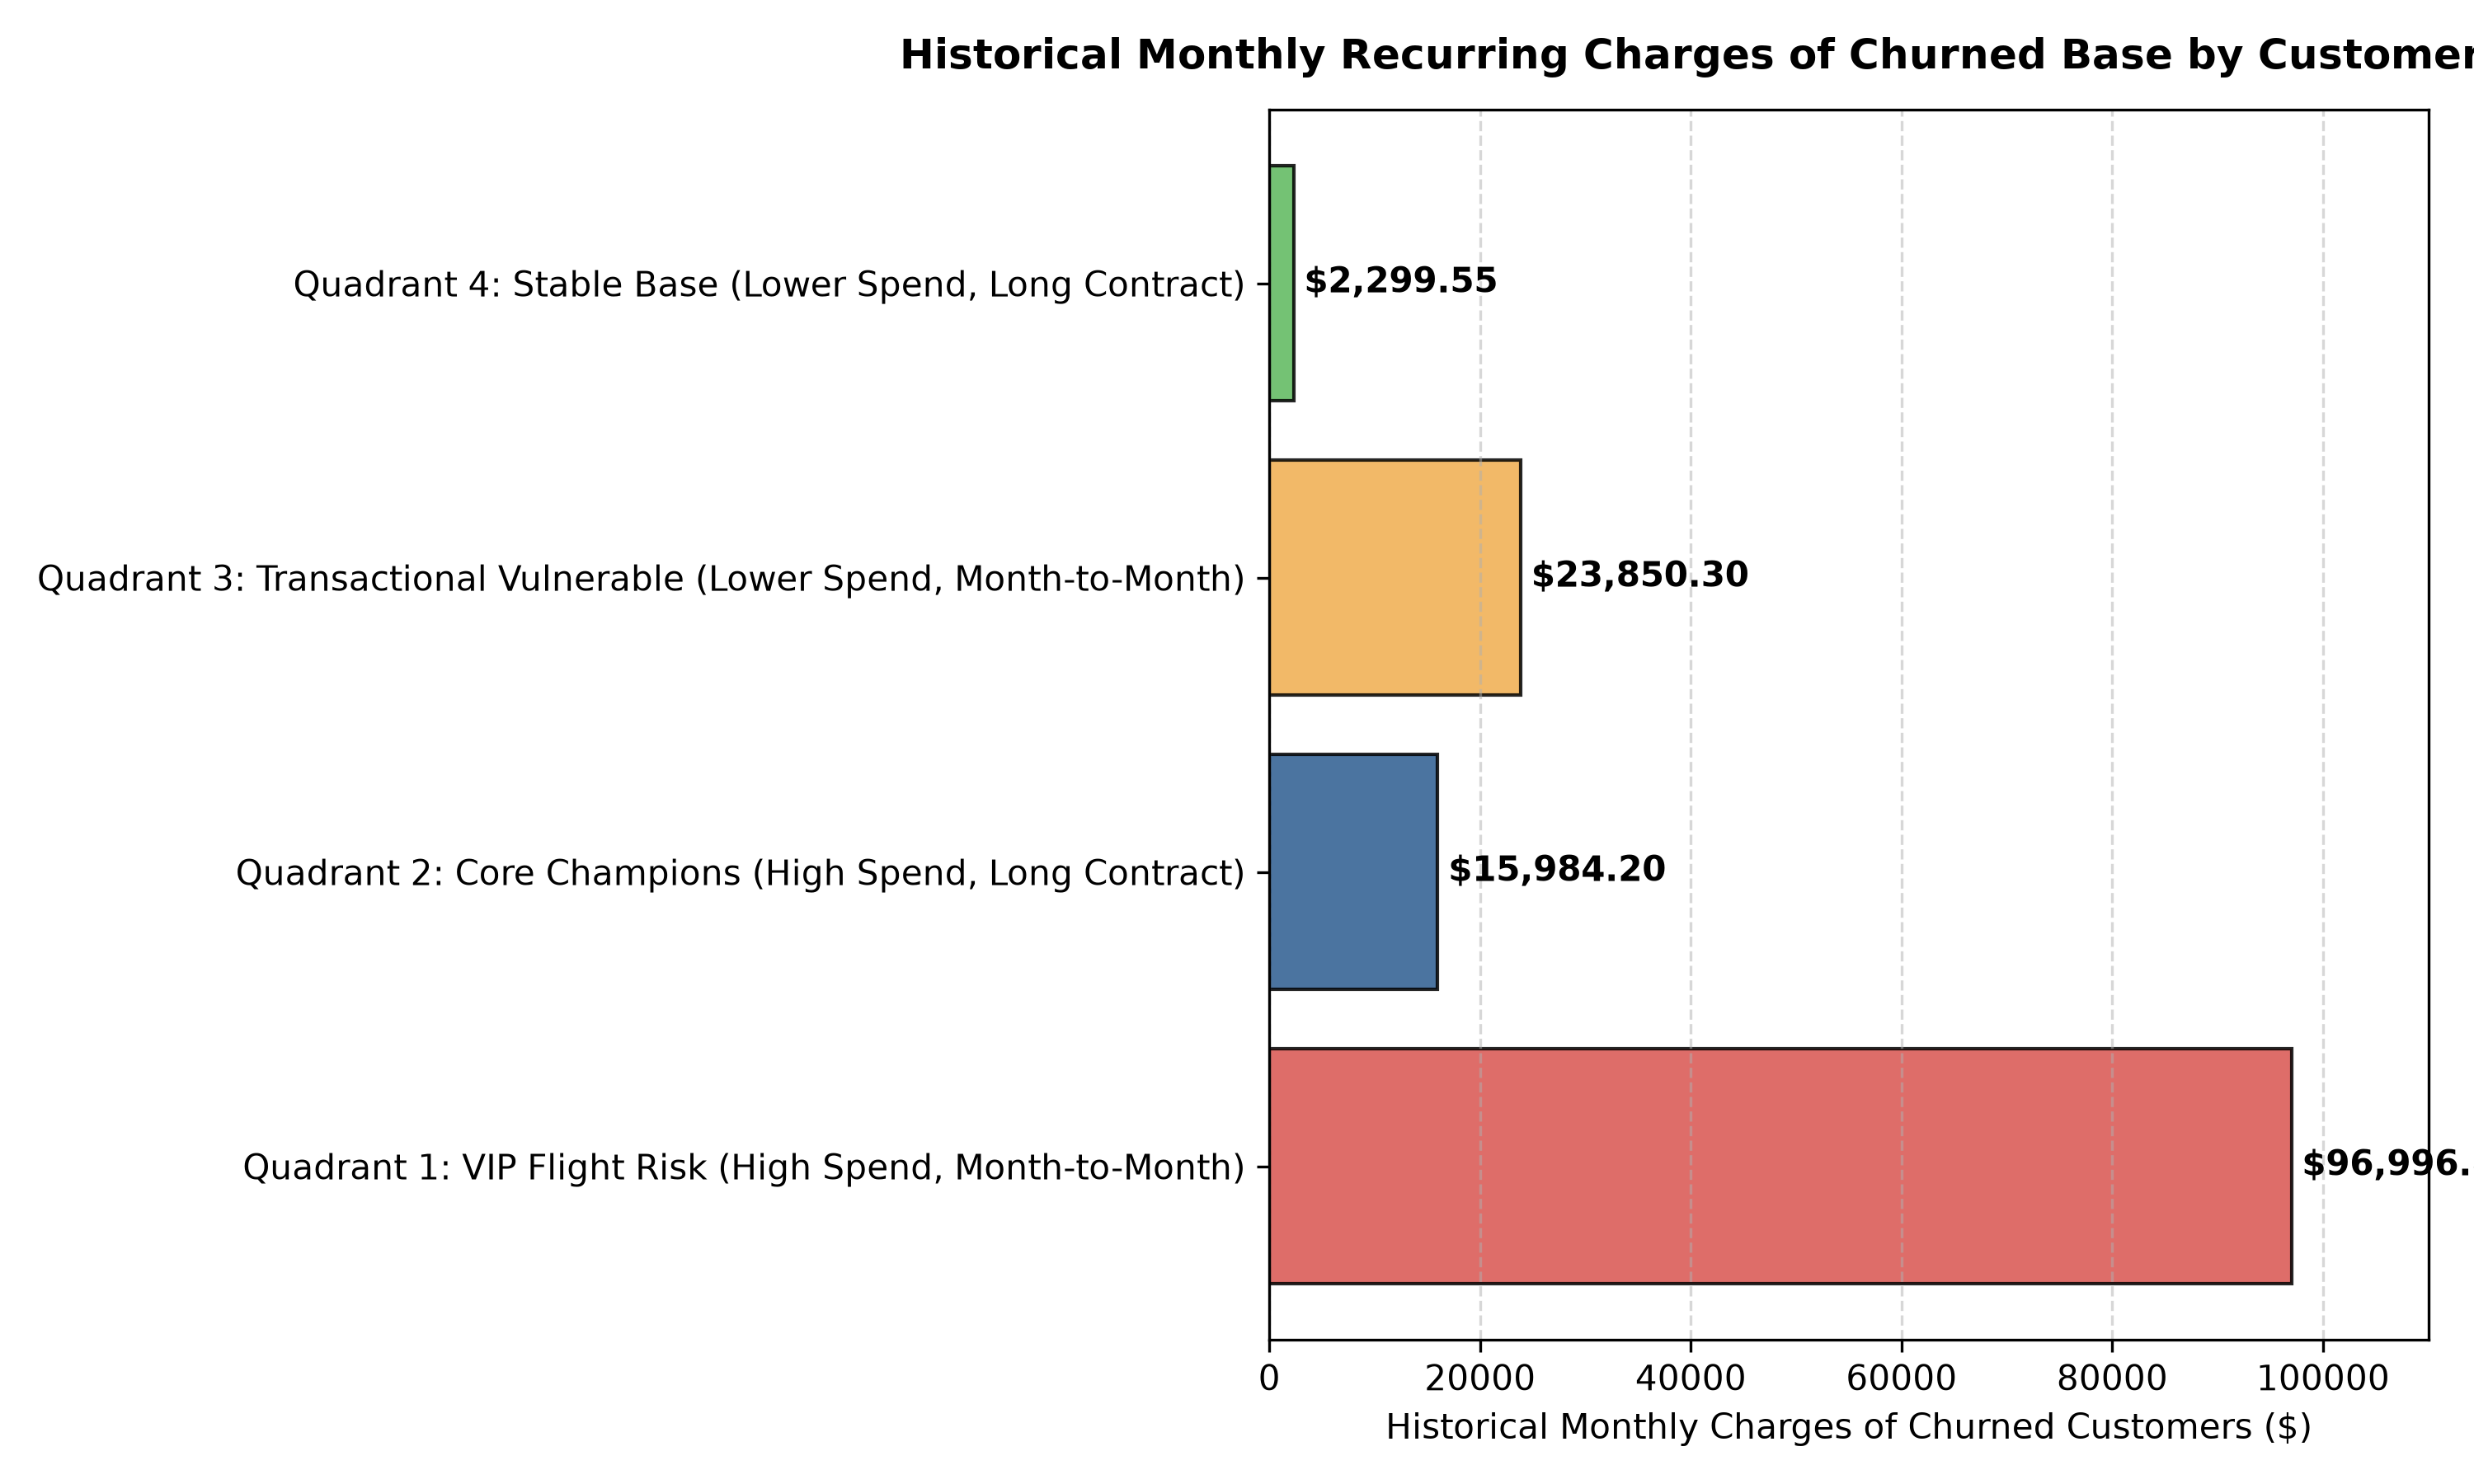 Historical Monthly Recurring Charges of Churned Base by Customer
Quadrant 4: Stable Base (Lower Spend, Long Contract)
$2,299.55
Quadrant 3: Transactional Vulnerable (Lower Spend, Month-to-Month)
$23,850.30
Quadrant 2: Core Champions (High Spend, Long Contract)
$15,984.20
Quadrant 1: VIP Flight Risk (High Spend, Month-to-Month)
$96,996.
0 20000 40000 60000 80000 100000
Historical Monthly Charges of Churned Customers ($)